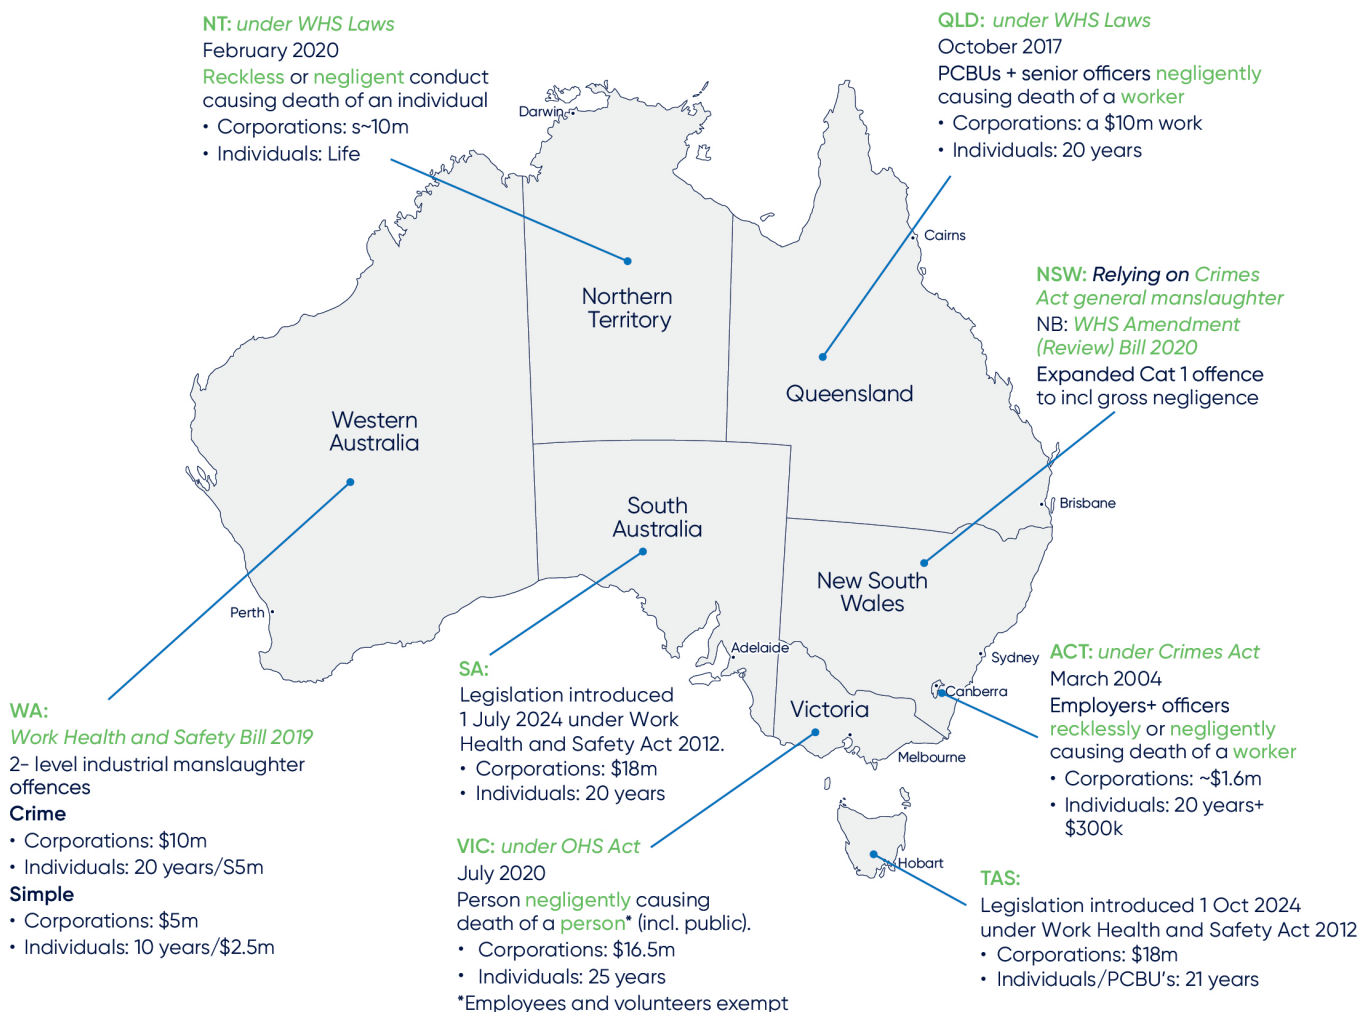 NT: under WHS Laws
February 2020
Reckless or negligent conduct
causing death of an individual
• Corporations: s~10m
• Individuals: Life
QLD: under WHS Laws
October 2017
PCBUs + senior officers negligently
causing death of a worker
• Corporations: a $10m work
• Individuals: 20 years
Darwin
Cairns
NSW: Relying on Crimes
Act general manslaughter
NB: WHS Amendment
(Review) Bill 2020
Expanded Cat 1 offence
to incl gross negligence
Northern
Territory
Queensland
Western
Australia
South
Australia
Brisbane
New South
Wales
Perth
Adelaide
Sydney
Canberra
Victoria
Melbourne
Hobart
ACT: under Crimes Act
March 2004
Employers+ officers
recklessly or negligently
causing death of a worker
• Corporations: ~$1.6m
• Individuals: 20 years+
$300k
SA:
Legislation introduced
1 July 2024 under Work
Health and Safety Act 2012.
• Corporations: $18m
• Individuals: 20 years
WA:
Work Health and Safety Bill 2019
2- level industrial manslaughter
offences
Crime
• Corporations: $10m
• Individuals: 20 years/S5m
Simple
• Corporations: $5m
• Individuals: 10 years/$2.5m
VIC: under OHS Act
July 2020
Person negligently causing
death of a person* (incl. public).
• Corporations: $16.5m
• Individuals: 25 years
*Employees and volunteers exempt
TAS:
Legislation introduced 1 Oct 2024
under Work Health and Safety Act 2012
• Corporations: $18m
• Individuals/PCBU's: 21 years